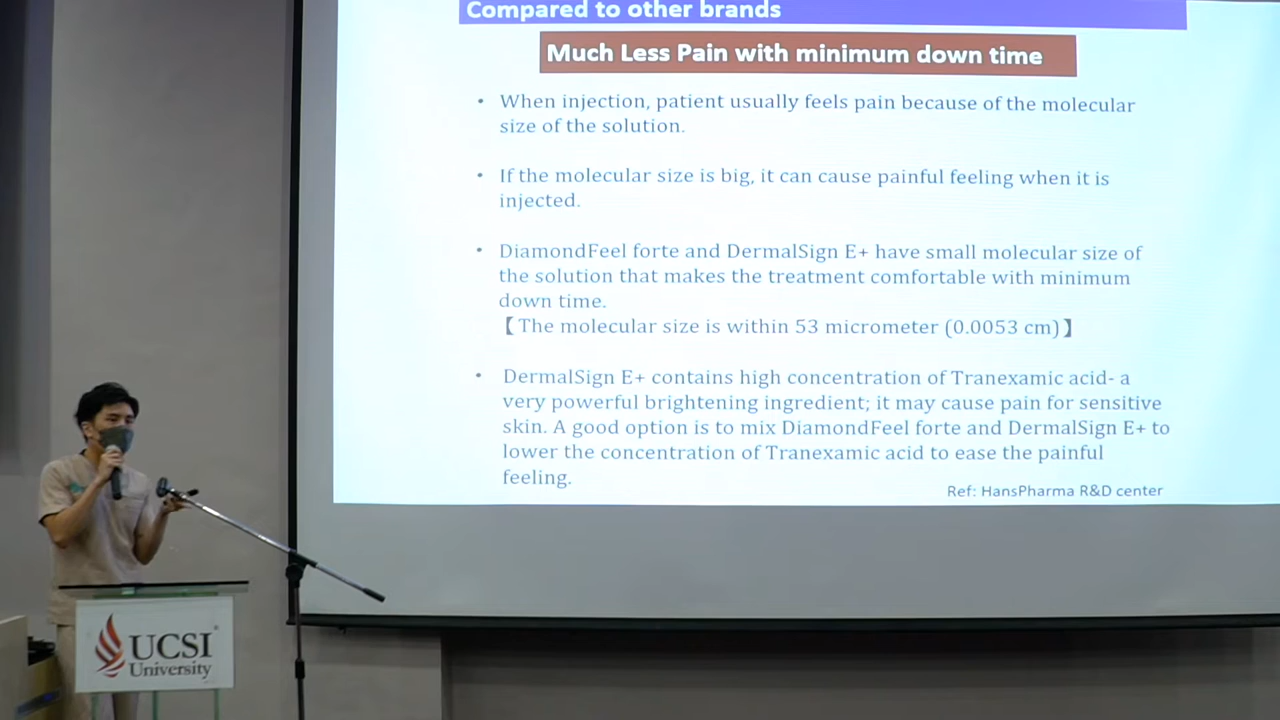 Compared to other brands
Much Less Pain with minimum down time
• When injection, patient usually feels pain because of the molecular
size of the solution.
• If the molecular size is big, it can cause painful feeling when it is
injected.
• DiamondFeel forte and DermalSign E+ have small molecular size of
the solution that makes the treatment comfortable with minimum
down time.
【The molecular size is within 53 micrometer (0.0053 cm)】
• DermalSign E+ contains high concentration of Tranexamic acid- a
very powerful brightening ingredient; it may cause pain for sensitive
skin. A good option is to mix DiamondFeel forte and DermalSign E+ to
lower the concentration of Tranexamic acid to ease the painful
feeling.
Ref: HansPharma R&D center
UCSI
University